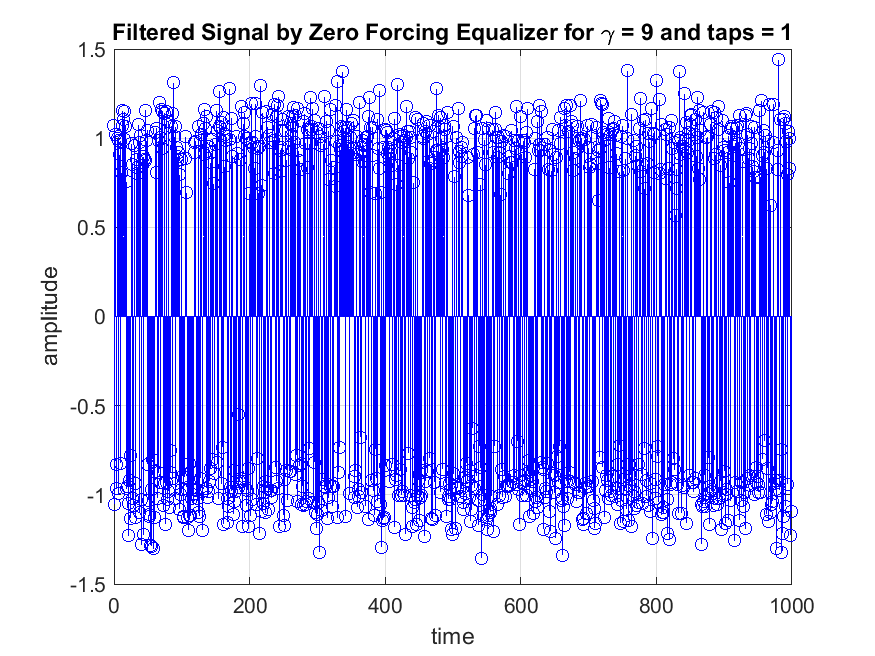 Filtered Signal by Zero Forcing Equalizer for γ = 9 and taps = 1
1.5
1
0.5
0
-0.5
-1
-1.5
amplitude
0 200 400 600 800 1000
time